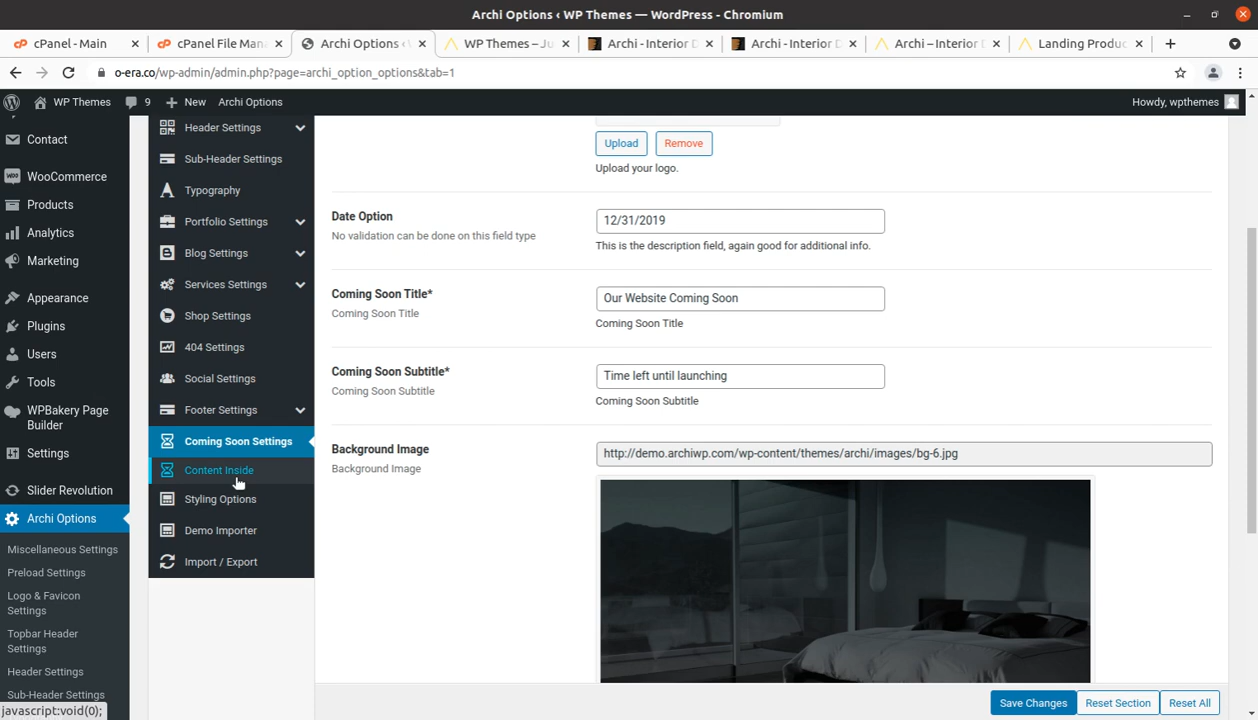 Archi Options ‹ WP Themes — WordPress - Chromium
cPanel - Main
cPanel File Man
Archi Options ‹
WP Themes – Ju
Archi - Interior D
Archi - Interior D
Archi – Interior D
Landing Produc
o-era.co/wp-admin/admin.php?page=archi_option_options&tab=1
WP Themes
9
New
Archi Options
Howdy, wpthemes
Contact
WooCommerce
Products
Analytics
Marketing
Appearance
Plugins
Users
Tools
WPBakery Page
Builder
Settings
Slider Revolution
Archi Options
Miscellaneous Settings
Preload Settings
Logo & Favicon
Settings
Topbar Header
Settings
Header Settings
Sub-Header Settings
javascript:void(0);
Header Settings
Sub-Header Settings
Typography
Portfolio Settings
Blog Settings
Services Settings
Shop Settings
404 Settings
Social Settings
Footer Settings
Coming Soon Settings
Content Inside
Styling Options
Demo Importer
Import / Export
Upload
Remove
Upload your logo.
Date Option
No validation can be done on this field type
12/31/2019
This is the description field, again good for additional info.
Coming Soon Title*
Coming Soon Title
Our Website Coming Soon
Coming Soon Title
Coming Soon Subtitle*
Coming Soon Subtitle
Time left until launching
Coming Soon Subtitle
Background Image
Background Image
http://demo.archiwp.com/wp-content/themes/archi/images/bg-6.jpg
Save Changes
Reset Section
Reset All